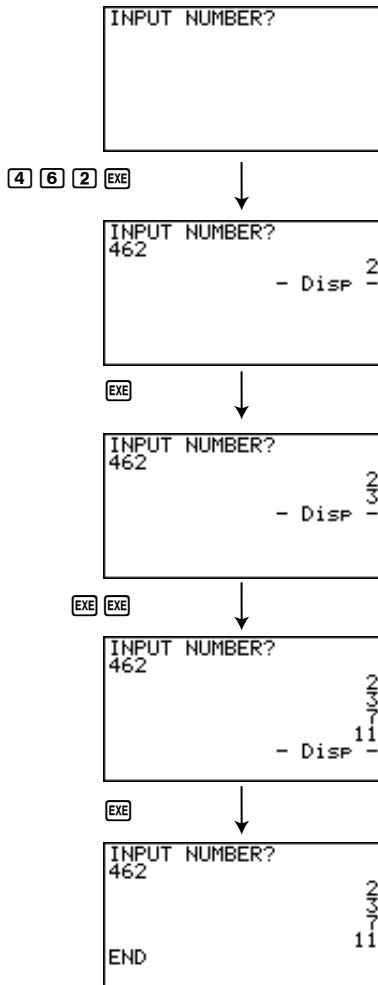 INPUT NUMBER?
4 6 2 EXE
INPUT NUMBER?
462
2
- Disp -
EXE
INPUT NUMBER?
462
2
3
- Disp -
EXE EXE
INPUT NUMBER?
462
2
3
7
11
- Disp -
EXE
INPUT NUMBER?
462
2
3
7
11
END